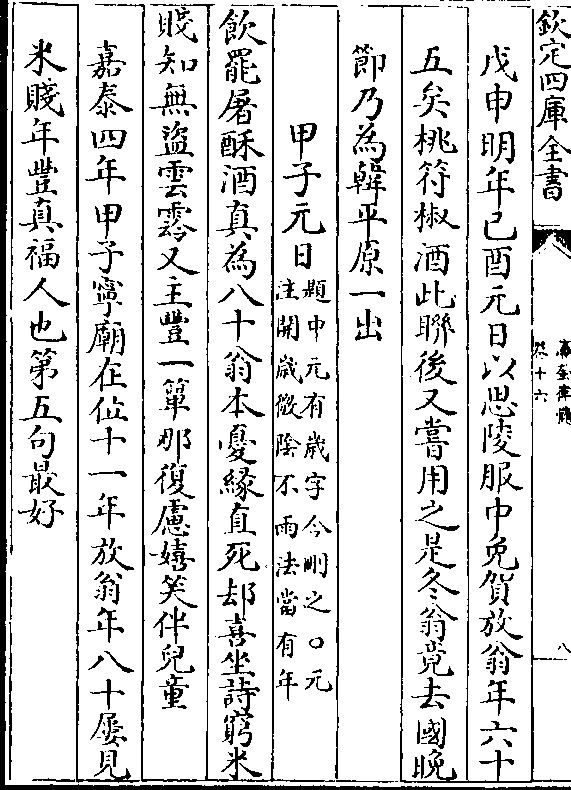 欽定四庫全書
瀛奎律髓
卷十六
八
戊申明年己酉元日以思陵服中免賀放翁年六十
五矣桃符椒酒此聯後又嘗用之是冬翁竟去國晚
節乃為韓平原一出
甲子元日題中元有歲字今刪之○元
注開歲微陰不雨法當有年
飲罷屠酥酒真為八十翁本憂緣直死却喜坐詩窮米
賤知無盜雲露又主豐一簞那復慮嬉笑伴兒童
嘉泰四年甲子寧廟在位十一年放翁年八十屢見
米賤年豐真福人也第五句最好